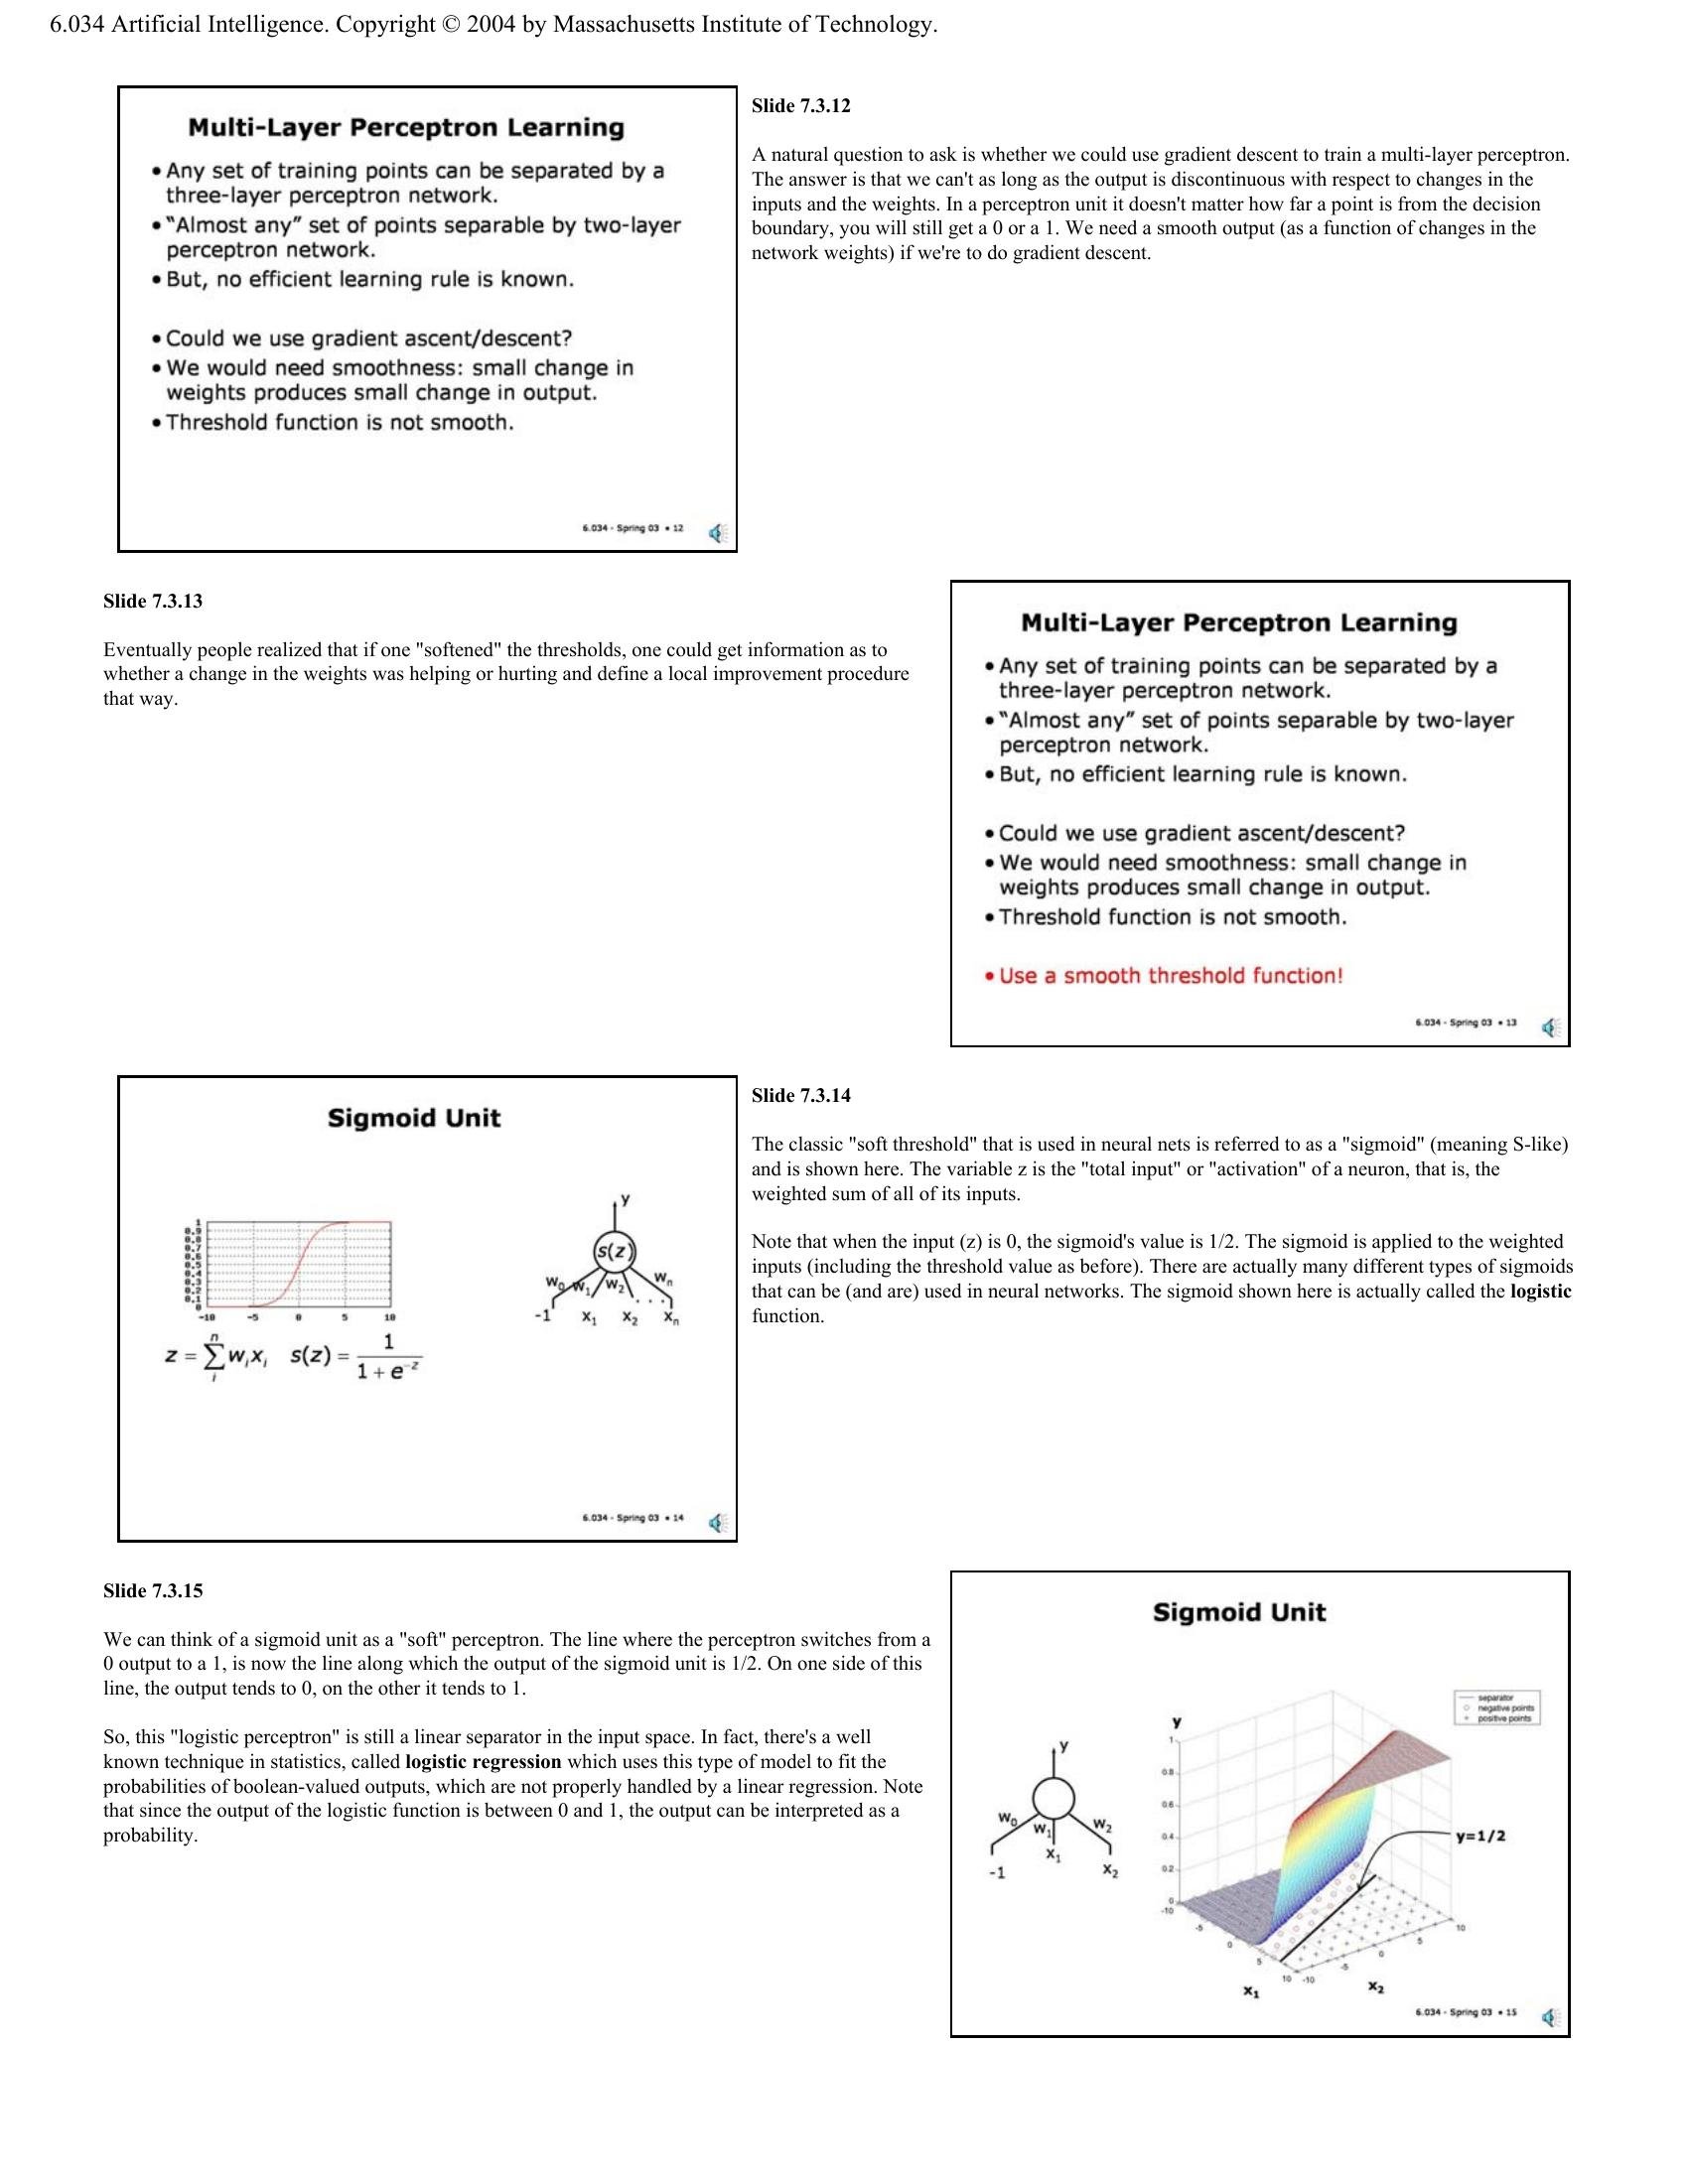 6.034 Artificial Intelligence. Copyright © 2004 by Massachusetts Institute of Technology.
Multi-Layer Perceptron Learning
• Any set of training points can be separated by a
three-layer perceptron network.
• “Almost any” set of points separable by two-layer
perceptron network.
• But, no efficient learning rule is known.
• Could we use gradient ascent/descent?
• We would need smoothness: small change in
weights produces small change in output.
• Threshold function is not smooth.
6.034 - Spring 03 • 12
Slide 7.3.12
A natural question to ask is whether we could use gradient descent to train a multi-layer perceptron.
The answer is that we can't as long as the output is discontinuous with respect to changes in the
inputs and the weights. In a perceptron unit it doesn't matter how far a point is from the decision
boundary, you will still get a 0 or a 1. We need a smooth output (as a function of changes in the
network weights) if we're to do gradient descent.
Slide 7.3.13
Eventually people realized that if one "softened" the thresholds, one could get information as to
whether a change in the weights was helping or hurting and define a local improvement procedure
that way.
Multi-Layer Perceptron Learning
• Any set of training points can be separated by a
three-layer perceptron network.
• “Almost any” set of points separable by two-layer
perceptron network.
• But, no efficient learning rule is known.
• Could we use gradient ascent/descent?
• We would need smoothness: small change in
weights produces small change in output.
• Threshold function is not smooth.
• Use a smooth threshold function!
6.034 - Spring 03 • 13
Sigmoid Unit
1
0.9
0.8
0.7
0.6
0.5
0.4
0.3
0.2
0.1
0
-10 -5 0 5 10
y
s(z)
w₀ w₁ w₂ wₙ
-1 x₁ x₂ . . . xₙ
z = ∑ᵢⁿ wᵢxᵢ s(z) = 1 / (1 + e⁻ᶻ)
6.034 - Spring 03 • 14
Slide 7.3.14
The classic "soft threshold" that is used in neural nets is referred to as a "sigmoid" (meaning S-like)
and is shown here. The variable z is the "total input" or "activation" of a neuron, that is, the
weighted sum of all of its inputs.
Note that when the input (z) is 0, the sigmoid's value is 1/2. The sigmoid is applied to the weighted
inputs (including the threshold value as before). There are actually many different types of sigmoids
that can be (and are) used in neural networks. The sigmoid shown here is actually called the logistic
function.
Slide 7.3.15
We can think of a sigmoid unit as a "soft" perceptron. The line where the perceptron switches from a
0 output to a 1, is now the line along which the output of the sigmoid unit is 1/2. On one side of this
line, the output tends to 0, on the other it tends to 1.
So, this "logistic perceptron" is still a linear separator in the input space. In fact, there's a well
known technique in statistics, called logistic regression which uses this type of model to fit the
probabilities of boolean-valued outputs, which are not properly handled by a linear regression. Note
that since the output of the logistic function is between 0 and 1, the output can be interpreted as a
probability.
Sigmoid Unit
separator
negative points
positive points
y
w₀ w₁ w₂
-1 x₁ x₂
y
1
0.8
0.6
0.4
0.2
0
-10 -5 0 5 10
-10 -5 0 5 10
x₁ x₂
y=1/2
6.034 - Spring 03 • 15